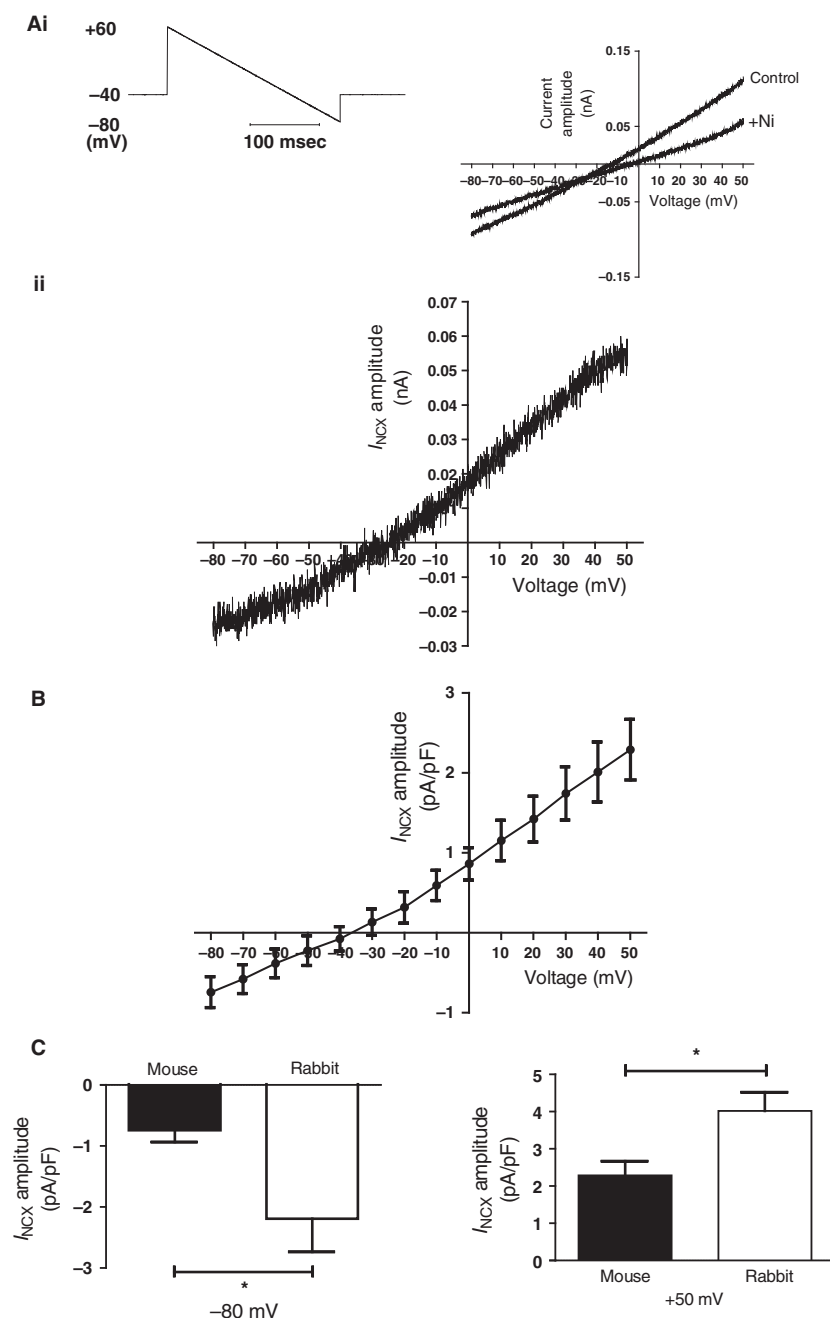 Ai
+60
−40
−80
(mV)
100 msec
Current
amplitude
(nA)
0.15
0.05
−0.05
−0.15
Control
+Ni
−80 −70 −60 −50 −40 −30 −20 −10 10 20 30 40 50
Voltage (mV)
ii
0.07
0.06
0.05
0.04
0.03
0.02
−0.01
−0.02
−0.03
INCX amplitude
(nA)
−80 −70 −60 −50 −40 −30 −20 −10 10 20 30 40 50
Voltage (mV)
B
3
2
1
−1
INCX amplitude
(pA/pF)
−80 −70 −60 −50 −40 −30 −20 −10 10 20 30 40 50
Voltage (mV)
C
Mouse Rabbit
0
−1
−2
−3
INCX amplitude
(pA/pF)
*
−80 mV
*
5
4
3
2
1
0
INCX amplitude
(pA/pF)
Mouse Rabbit
+50 mV